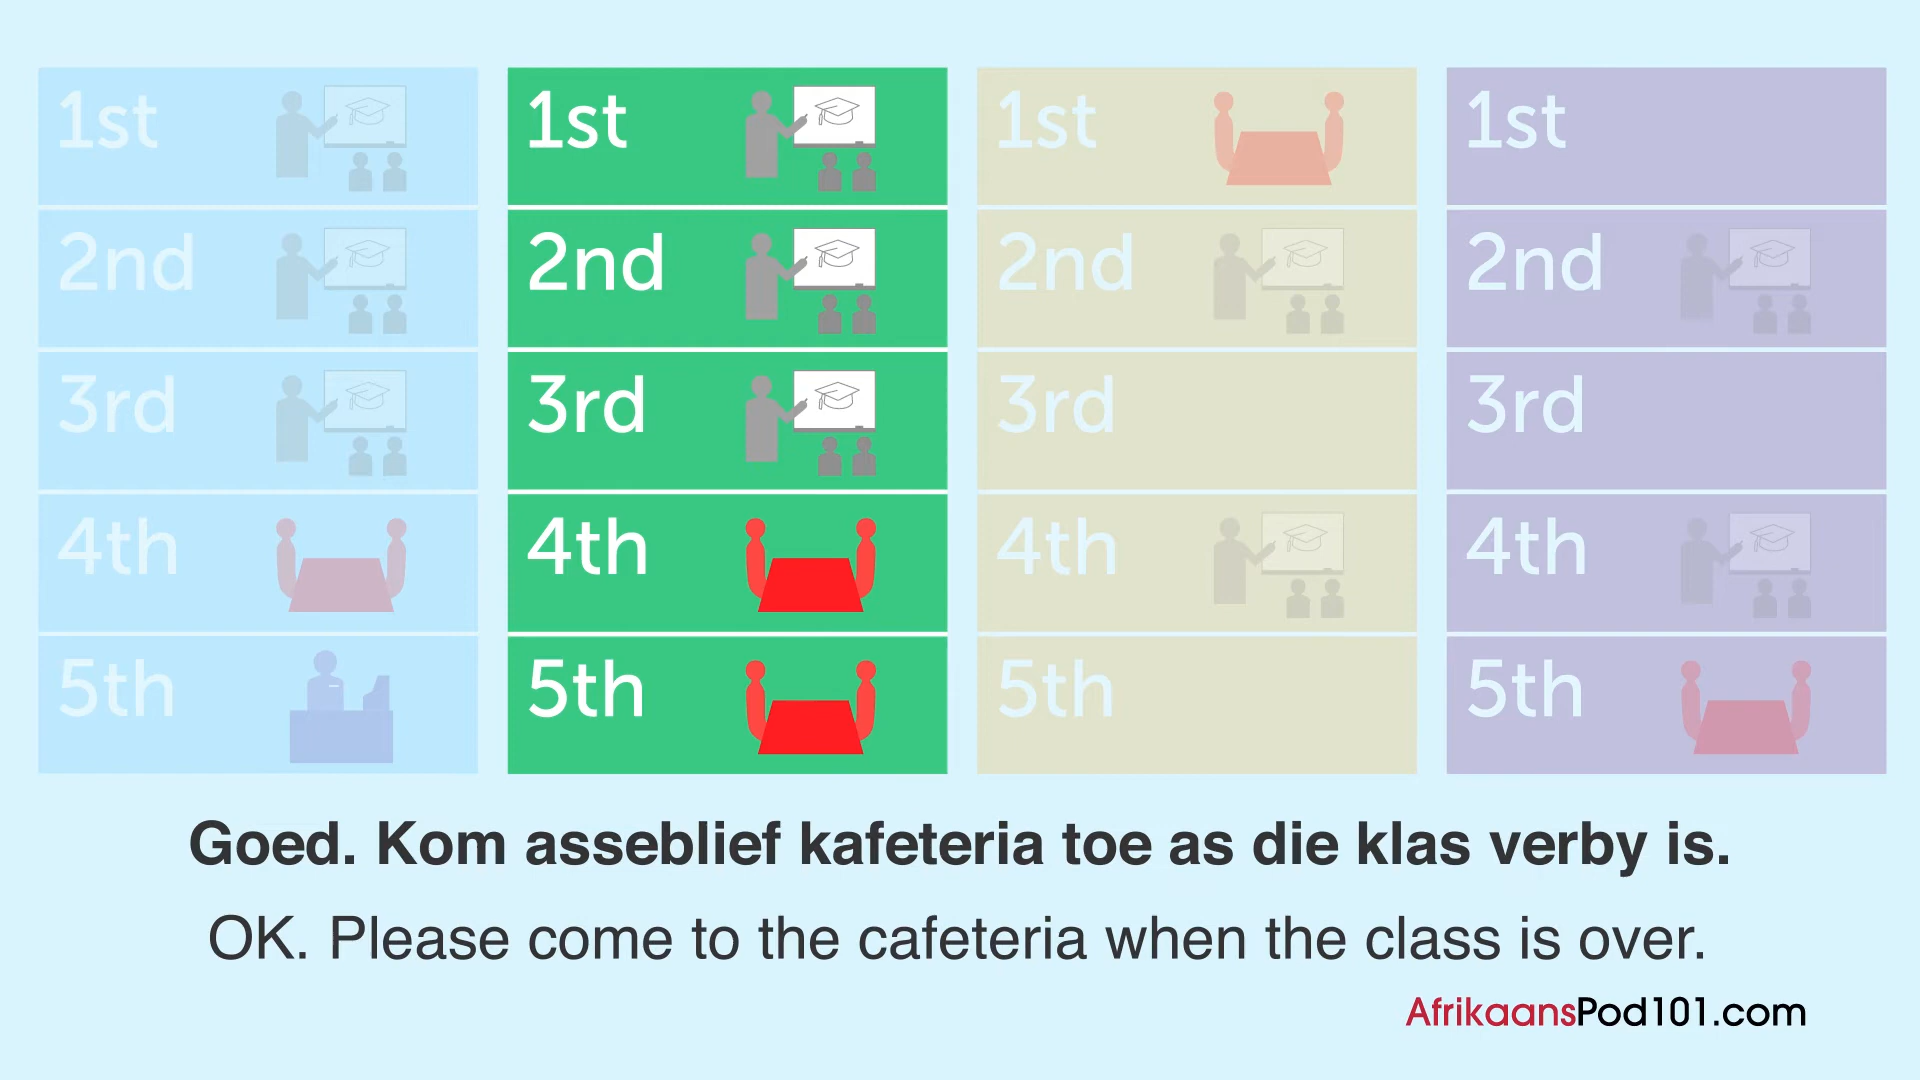 1st
2nd
3rd
4th
5th
1st
2nd
3rd
4th
5th
1st
2nd
3rd
4th
5th
1st
2nd
3rd
4th
5th
Goed. Kom asseblief kafeteria toe as die klas verby is.
OK. Please come to the cafeteria when the class is over.
AfrikaansPod101.com